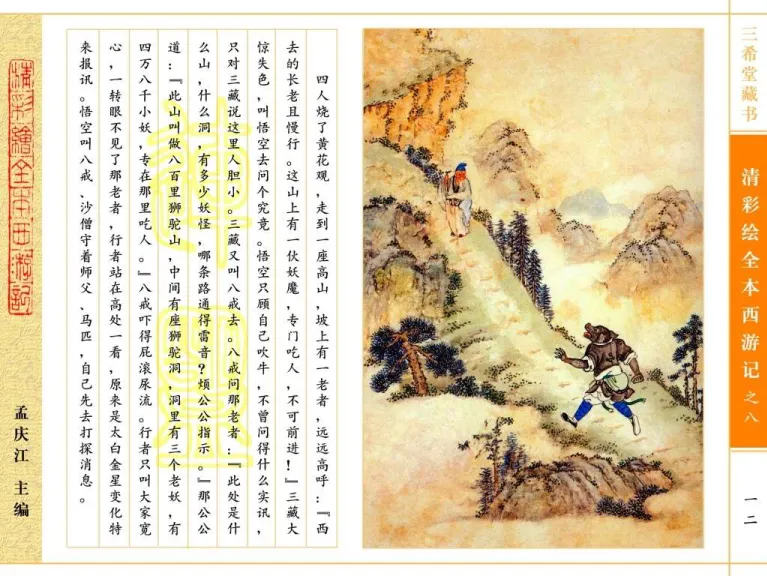 三希堂藏书
清彩绘全本西游记之八
一二
四人烧了黄花观，走到一座高山，坡上有一老者，远远高呼：『西
去的长老且慢行。这山上有一伙妖魔，专门吃人，不可前进！』三藏大
惊失色，叫悟空去问个究竟。悟空只顾自己吹牛，不曾问得什么实讯，
只对三藏说这里人胆小。三藏又叫八戒去。八戒问那老者：『此处是什
么山，什么洞，有多少妖怪，哪条路通得雷音？烦公公指示。』那公公
道：『此山叫做八百里狮驼山，中间有座狮驼洞，洞里有三个老妖，有
四万八千小妖，专在那里吃人。』八戒吓得屁滚尿流。行者只叫大家宽
心，一转眼不见了那老者，行者站在高处一看，原来是太白金星变化特
来报讯。悟空叫八戒、沙僧守着师父、马匹，自己先去打探消息。
清彩繪全本西游記
孟庆江 主编